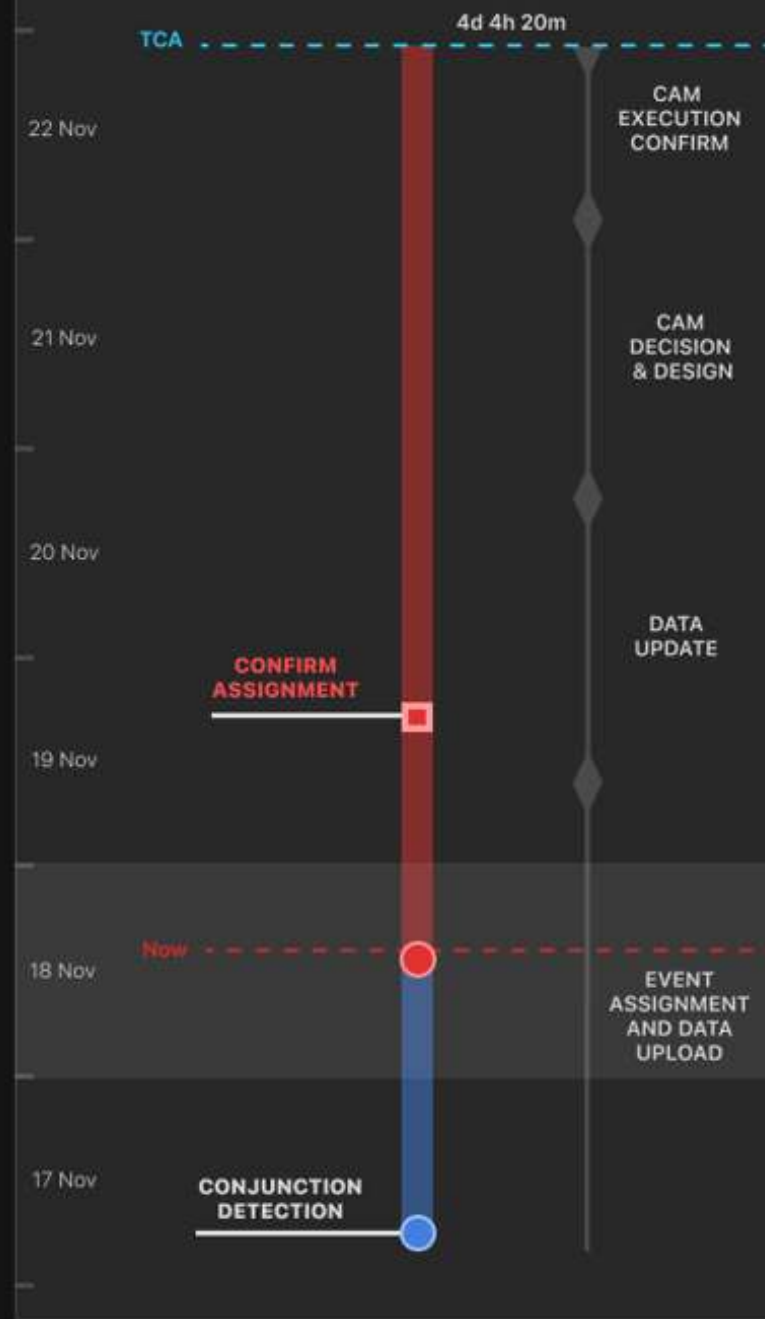 4d 4h 20m
TCA
CAM
EXECUTION
CONFIRM
22 Nov
CAM
DECISION
& DESIGN
21 Nov
20 Nov
DATA
UPDATE
CONFIRM
ASSIGNMENT
19 Nov
Now
18 Nov
EVENT
ASSIGNMENT
AND DATA
UPLOAD
17 Nov
CONJUNCTION
DETECTION